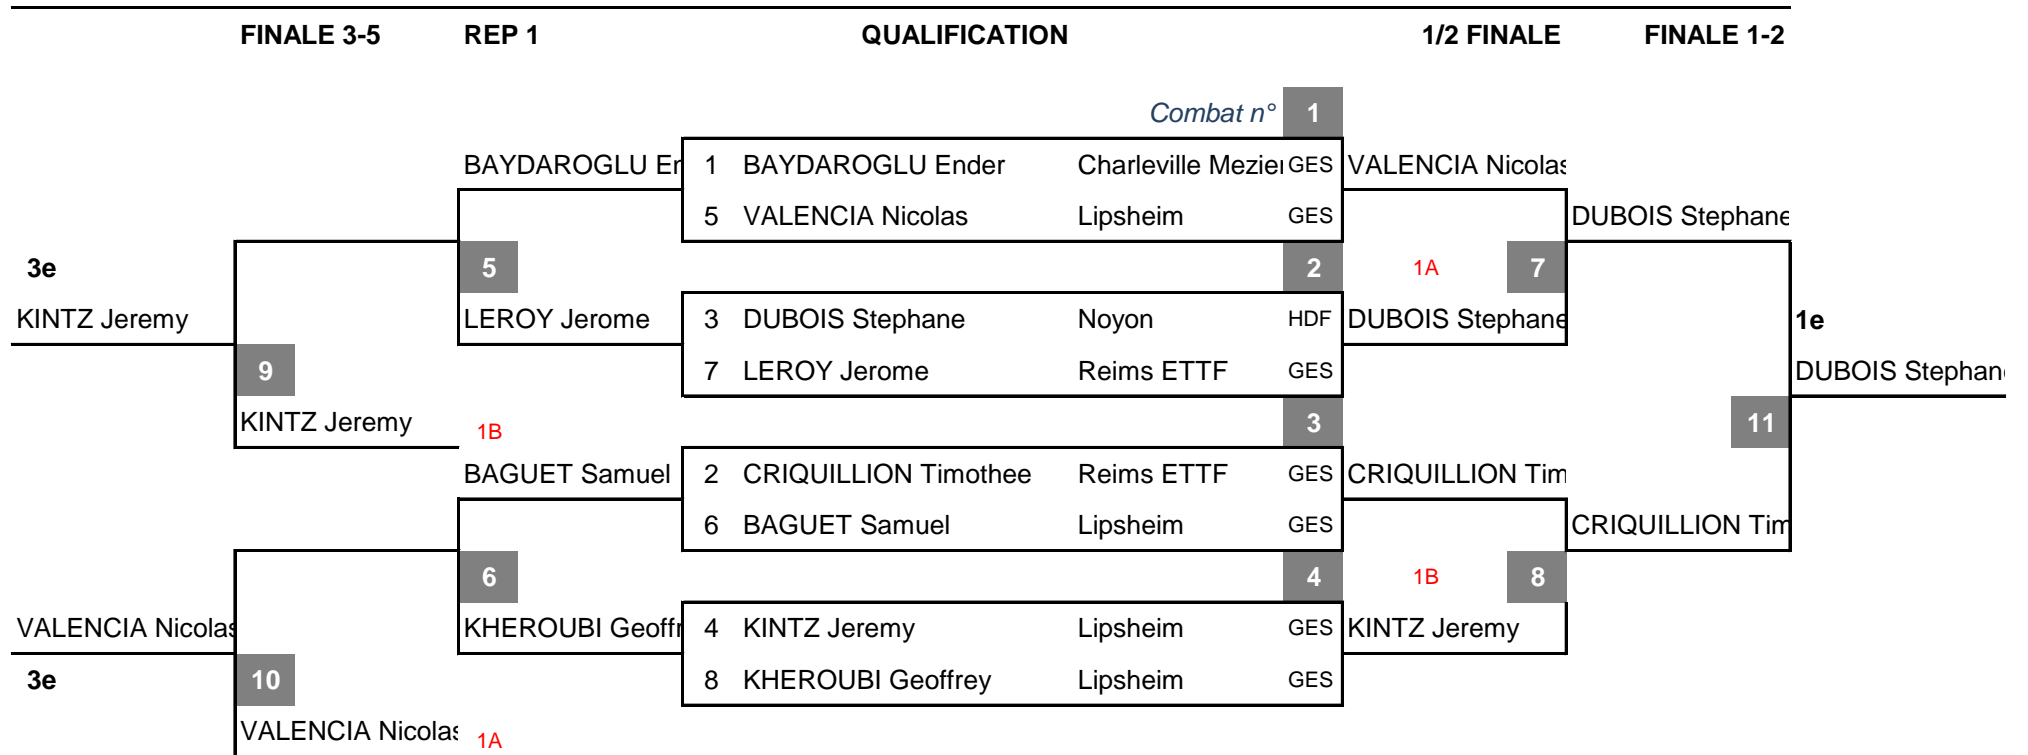 FINALE 3-5 REP 1 QUALIFICATION 1/2 FINALE FINALE 1-2
Combat n° 1
BAYDAROGLU Er 1 BAYDAROGLU Ender Charleville Mezier GES VALENCIA Nicolas
5 VALENCIA Nicolas Lipsheim GES DUBOIS Stephane
3e 5 2 1A 7
KINTZ Jeremy LEROY Jerome 3 DUBOIS Stephane Noyon HDF DUBOIS Stephane 1e
9 7 LEROY Jerome Reims ETTF GES DUBOIS Stephan
KINTZ Jeremy 1B 3 11
BAGUET Samuel 2 CRIQUILLION Timothee Reims ETTF GES CRIQUILLION Tim
6 BAGUET Samuel Lipsheim GES CRIQUILLION Tim
6 4 1B 8
VALENCIA Nicolas KHEROUBI Geoffr 4 KINTZ Jeremy Lipsheim GES KINTZ Jeremy
3e 10 8 KHEROUBI Geoffrey Lipsheim GES
VALENCIA Nicolas 1A